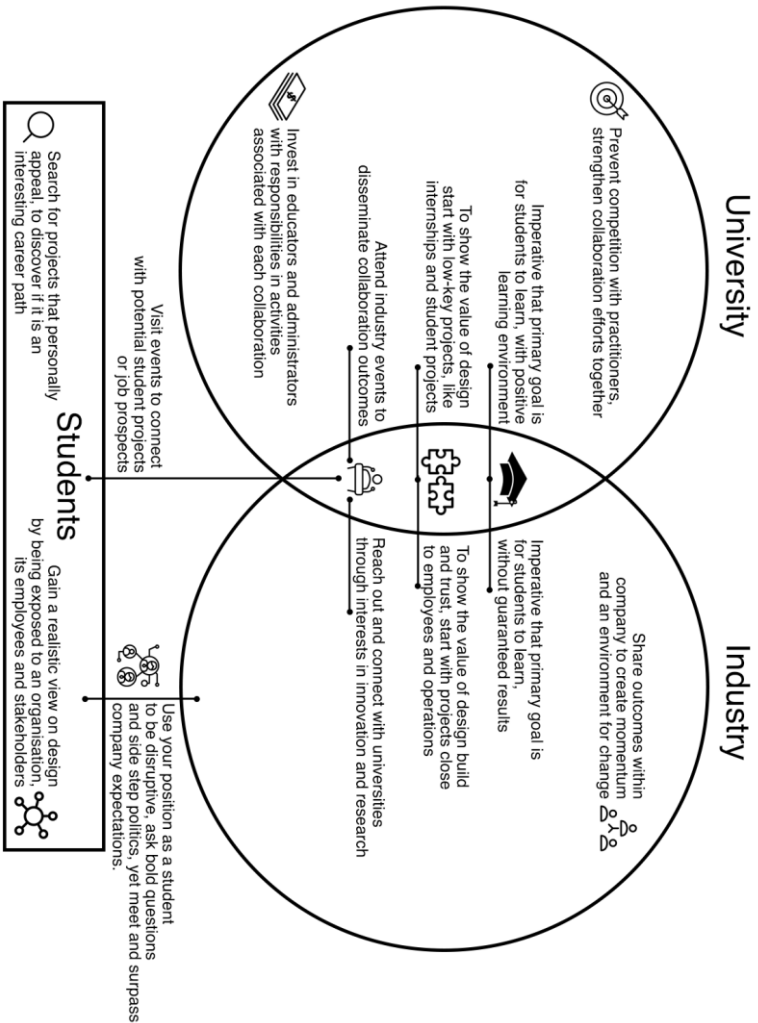 University
Industry
Prevent competition with practitioners,
strengthen collaboration efforts together
Share outcomes within
company to create momentum
and an environment for change
Imperative that primary goal is
for students to learn, with positive
learning environment
Imperative that primary goal is
for students to learn,
without guaranteed results
To show the value of design
start with low-key projects, like
internships and student projects
To show the value of design build
and trust, start with projects close
to employees and operations
Attend industry events to
disseminate collaboration outcomes
Reach out and connect with universities
through interests in innovation and research
$
Invest in educators and administrators
with responsibilities in activities
associated with each collaboration
Visit events to connect
with potential student projects
or job prospects
Use your position as a student
to be disruptive, ask bold questions
and side step politics, yet meet and surpass
company expectations.
Students
Search for projects that personally
appeal, to discover if it is an
interesting career path
Gain a realistic view on design
by being exposed to an organisation,
its employees and stakeholders